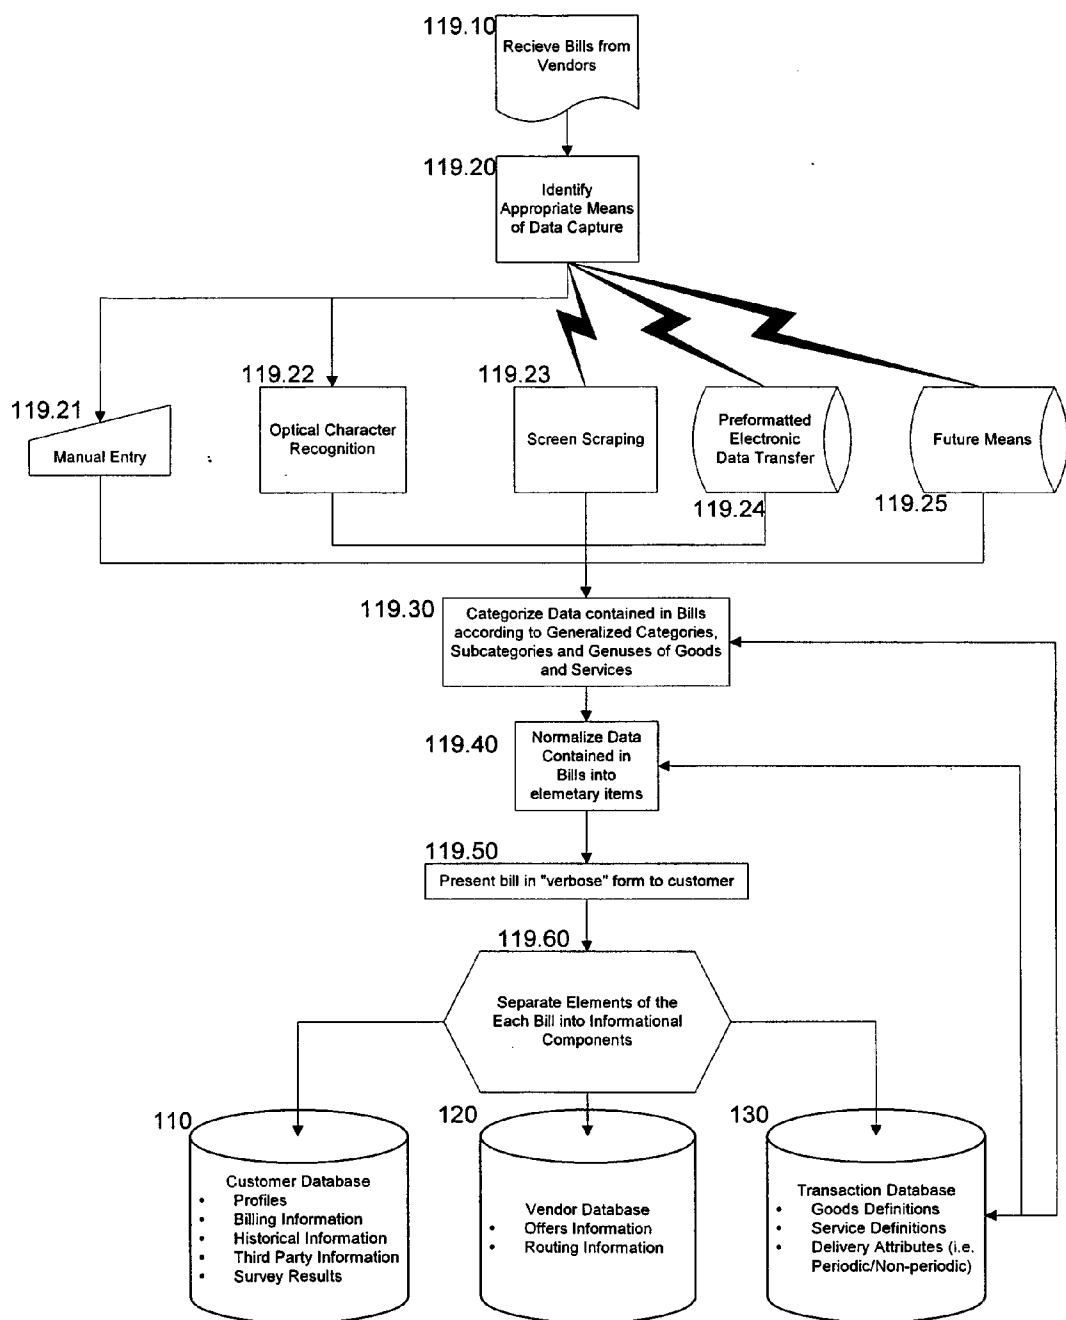 119.10
Recieve Bills from
Vendors
119.20
Identify
Appropriate Means
of Data Capture
119.21
Manual Entry
119.22
Optical Character
Recognition
119.23
Screen Scraping
Preformatted
Electronic
Data Transfer
119.24
Future Means
119.25
119.30
Categorize Data contained in Bills
according to Generalized Categories,
Subcategories and Genuses of Goods
and Services
119.40
Normalize Data
Contained in
Bills into
elemetary items
119.50
Present bill in "verbose" form to customer
119.60
Separate Elements of the
Each Bill into Informational
Components
110
Customer Database
• Profiles
• Billing Information
• Historical Information
• Third Party Information
• Survey Results
120
Vendor Database
• Offers Information
• Routing Information
130
Transaction Database
• Goods Definitions
• Service Definitions
• Delivery Attributes (i.e.
Periodic/Non-periodic)